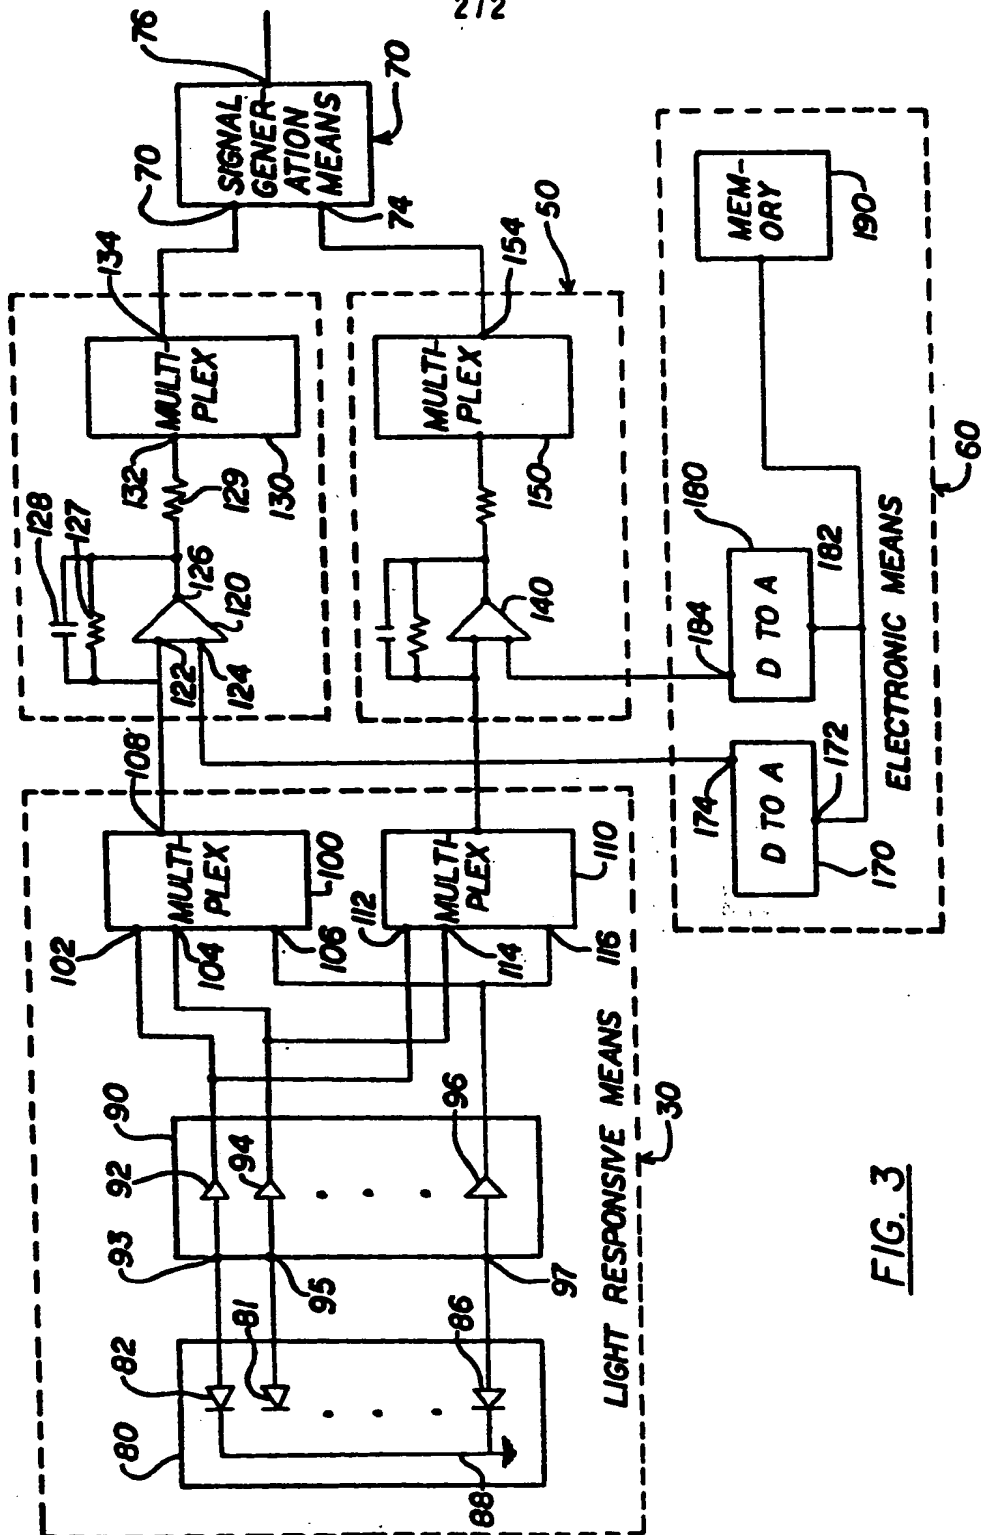 2/2
76
SIGNAL
GENER-
ATION
MEANS
70
70
74
134
154
50
MULTI-
PLEX
132
129
130
128
127
126
120
122
124
MULTI-
PLEX
150
140
MEM-
ORY
190
180
182
184
D TO A
D TO A
172
174
170
ELECTRONIC MEANS
60
108
MULTI-
PLEX
100
102
104
106
112
MULTI-
PLEX
110
114
116
90
92
94
96
93
95
97
80
82
81
86
88
LIGHT RESPONSIVE MEANS
30
FIG. 3